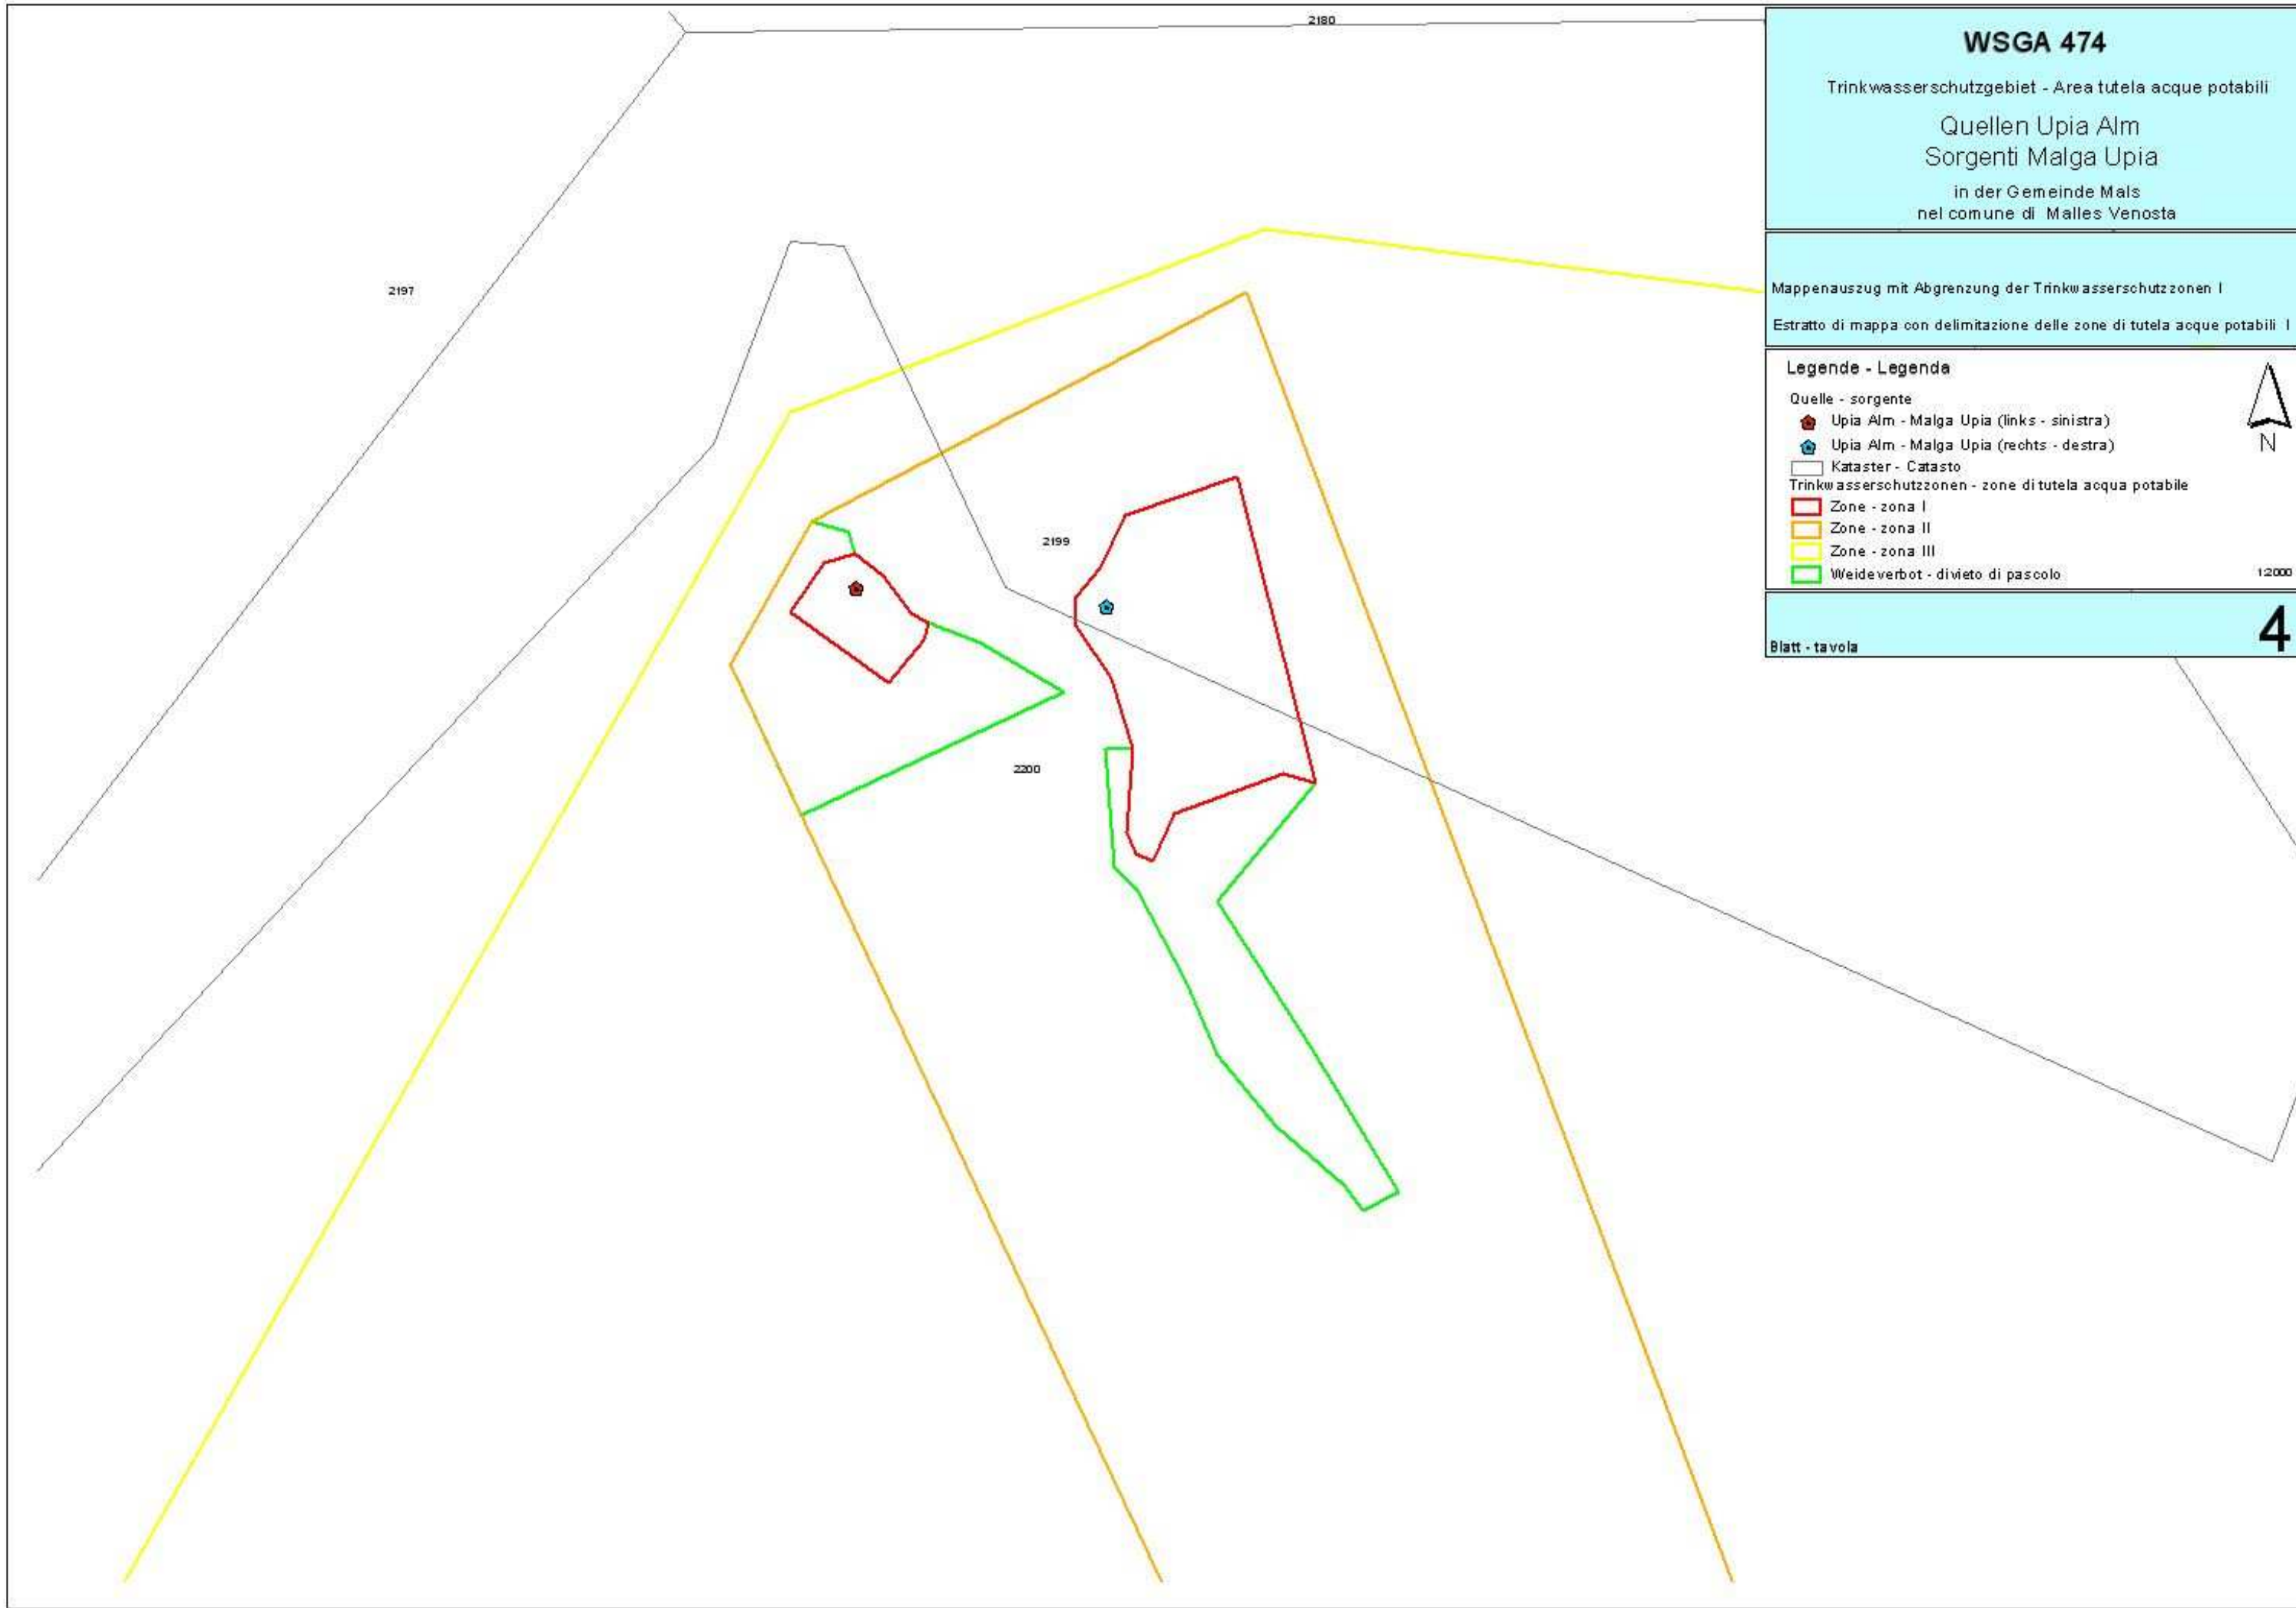 2180
2197
2199
2200
WSGA 474
Trinkwasserschutzgebiet - Area tutela acque potabili
Quellen Upia Alm
Sorgenti Malga Upia
in der Gemeinde Mals
nel comune di Malles Venosta
Mappenauszug mit Abgrenzung der Trinkwasserschutzzonen I
Estratto di mappa con delimitazione delle zone di tutela acque potabili I
Legende - Legenda
Quelle - sorgente
Upia Alm - Malga Upia (links - sinistra)
Upia Alm - Malga Upia (rechts - destra)
Kataster - Catasto
Trinkwasserschutzzonen - zone di tutela acqua potabile
Zone - zona I
Zone - zona II
Zone - zona III
Weideverbot - divieto di pascolo
N
1:2000
Blatt - tavola
4